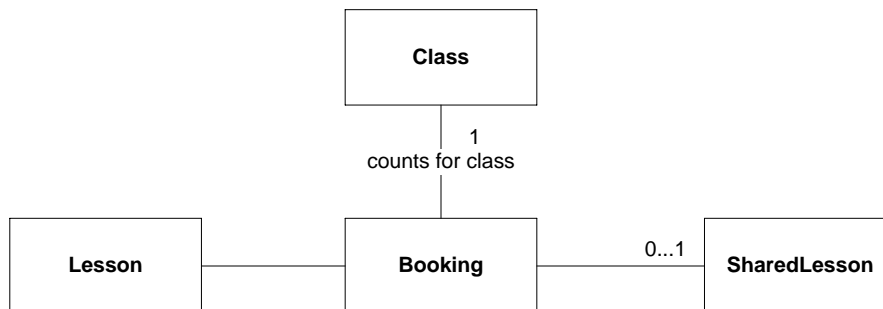 Class
1
counts for class
Lesson
Booking
0...1
SharedLesson